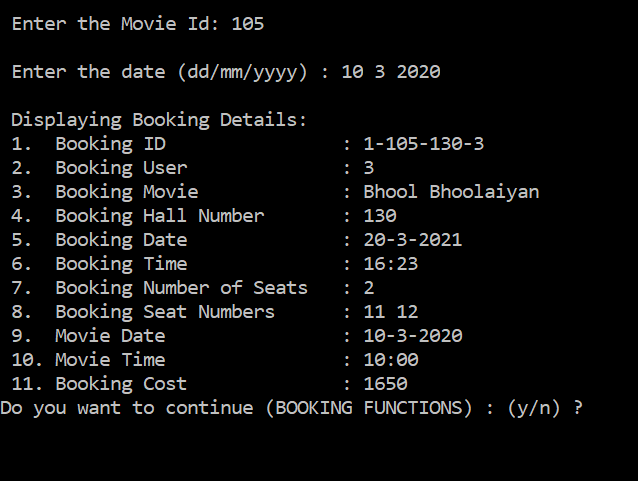 Enter the Movie Id: 105
Enter the date (dd/mm/yyyy) : 10 3 2020
Displaying Booking Details:
1.  Booking ID                : 1-105-130-3
2.  Booking User              : 3
3.  Booking Movie             : Bhool Bhoolaiyan
4.  Booking Hall Number       : 130
5.  Booking Date              : 20-3-2021
6.  Booking Time              : 16:23
7.  Booking Number of Seats   : 2
8.  Booking Seat Numbers      : 11 12
9.  Movie Date                : 10-3-2020
10. Movie Time                : 10:00
11. Booking Cost              : 1650
Do you want to continue (BOOKING FUNCTIONS) : (y/n) ?